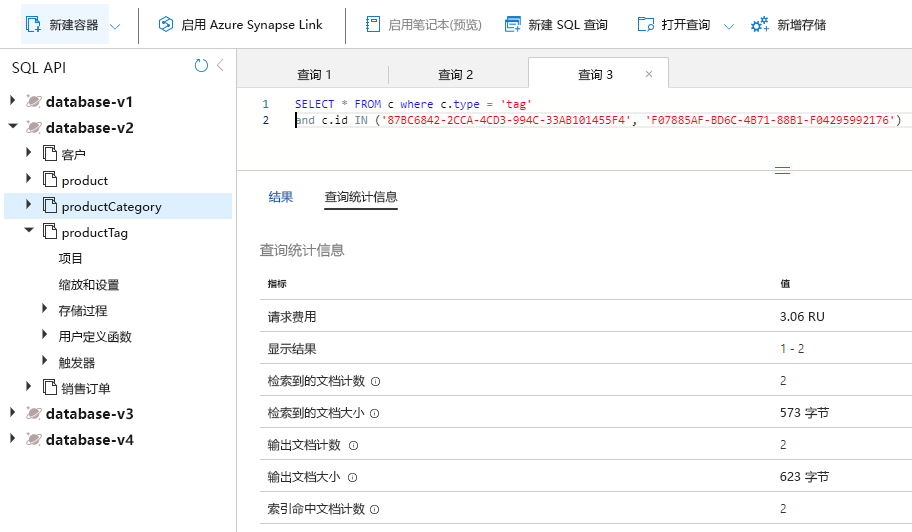 新建容器 启用 Azure Synapse Link 启用笔记本(预览) 新建 SQL 查询 打开查询 新增存储
SQL API
database-v1
database-v2
客户
product
productCategory
productTag
项目
缩放和设置
存储过程
用户定义函数
触发器
销售订单
database-v3
database-v4
查询 1 查询 2 查询 3 ×
1 SELECT * FROM c where c.type = 'tag'
2 and c.id IN ('87BC6842-2CCA-4CD3-994C-33AB101455F4', 'F07885AF-BD6C-4B71-88B1-F04295992176')
结果 查询统计信息
查询统计信息
指标 值
请求费用 3.06 RU
显示结果 1 - 2
检索到的文档计数 2
检索到的文档大小 573 字节
输出文档计数 2
输出文档大小 623 字节
索引命中文档计数 2